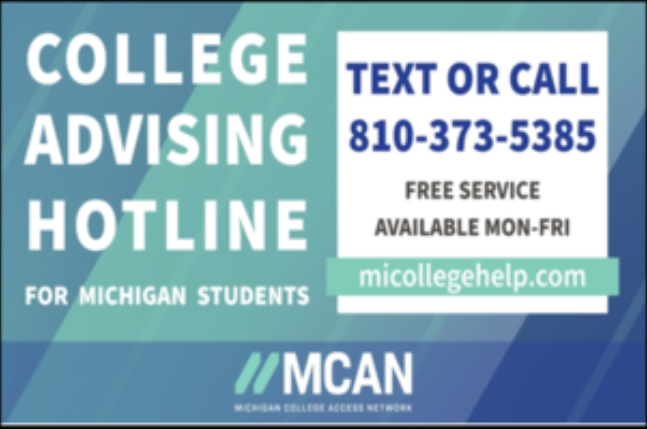 COLLEGE
ADVISING
HOTLINE
FOR MICHIGAN STUDENTS
TEXT OR CALL
810-373-5385
FREE SERVICE
AVAILABLE MON-FRI
micollegehelp.com
MCAN
MICHIGAN COLLEGE ACCESS NETWORK